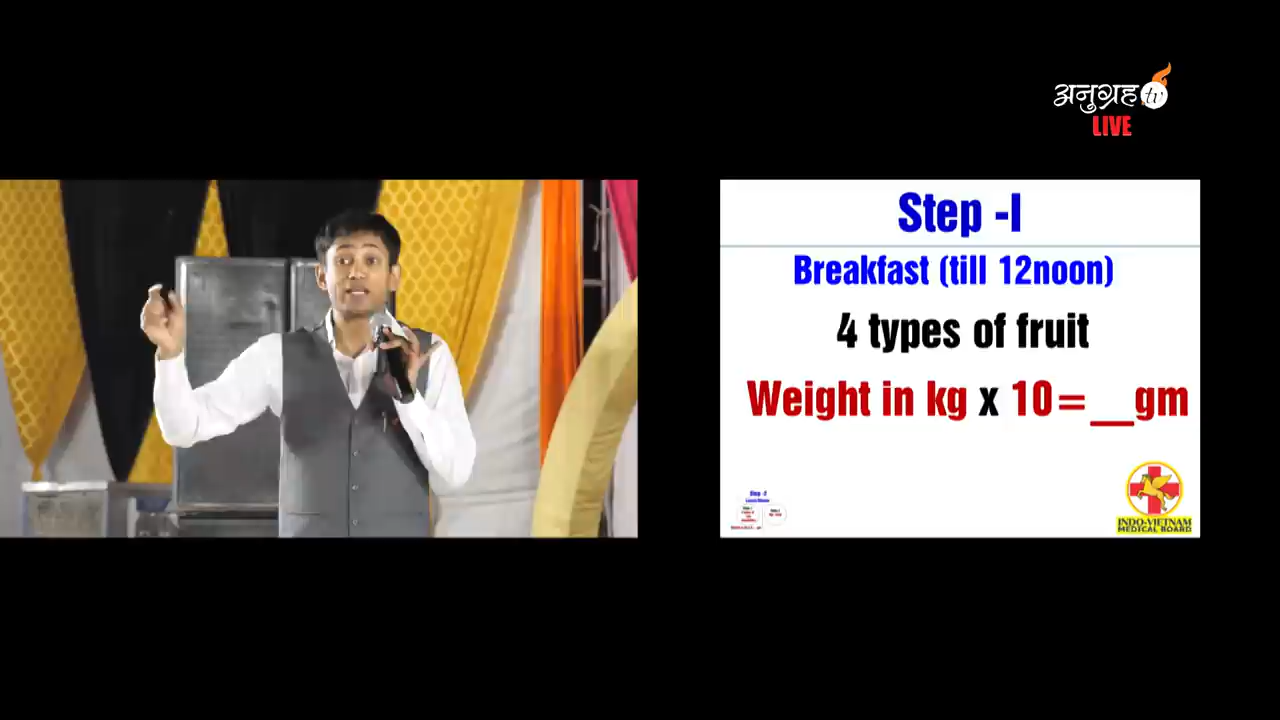 अनुग्रह tv
LIVE
Step -I
Breakfast (till 12noon)
4 types of fruit
Weight in kg x 10=__gm
INDO-VIETNAM
MEDICAL BOARD